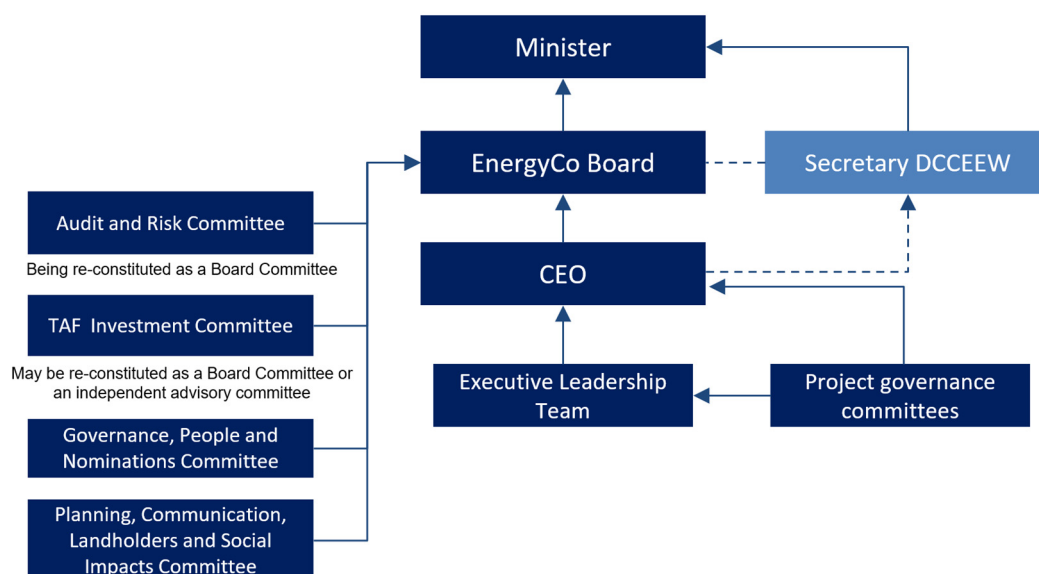 Minister
EnergyCo Board
Secretary DCCEEW
Audit and Risk Committee
Being re-constituted as a Board Committee
CEO
TAF Investment Committee
May be re-constituted as a Board Committee or
an independent advisory committee
Executive Leadership
Team
Project governance
committees
Governance, People and
Nominations Committee
Planning, Communication,
Landholders and Social
Impacts Committee